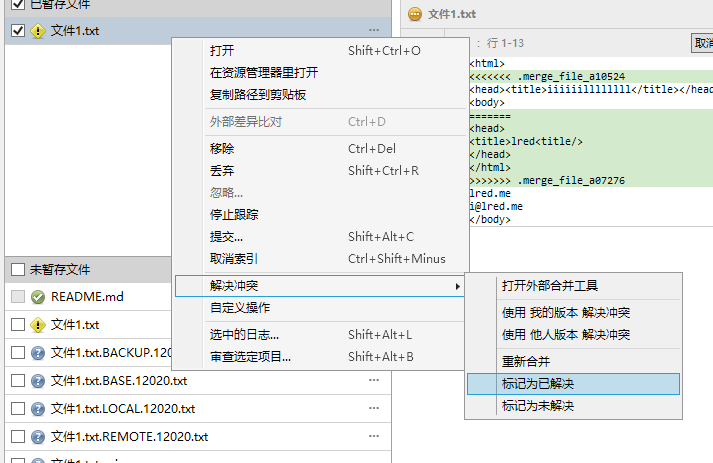 已暂存文件
文件1.txt
打开 Shift+Ctrl+O
在资源管理器里打开
复制路径到剪贴板
外部差异比对 Ctrl+D
移除 Ctrl+Del
丢弃 Shift+Ctrl+R
忽略...
停止跟踪
提交... Shift+Alt+C
取消索引 Ctrl+Shift+Minus
解决冲突
自定义操作
选中的日志... Shift+Alt+L
审查选定项目... Shift+Alt+B
打开外部合并工具
使用 我的版本 解决冲突
使用 他人版本 解决冲突
重新合并
标记为已解决
标记为未解决
未暂存文件
README.md
文件1.txt
文件1.txt.BACKUP.12020.txt
文件1.txt.BASE.12020.txt
文件1.txt.LOCAL.12020.txt
文件1.txt.REMOTE.12020.txt
文件1.txt
: 行 1-13
取消
<html>
<<<<<<< .merge_file_a10524
<head><title>iiiiiillllllll</title></head
<body>
=======
<head>
<title>lred<title/>
</head>
</html>
>>>>>>> .merge_file_a07276
lred.me
i@lred.me
</body>